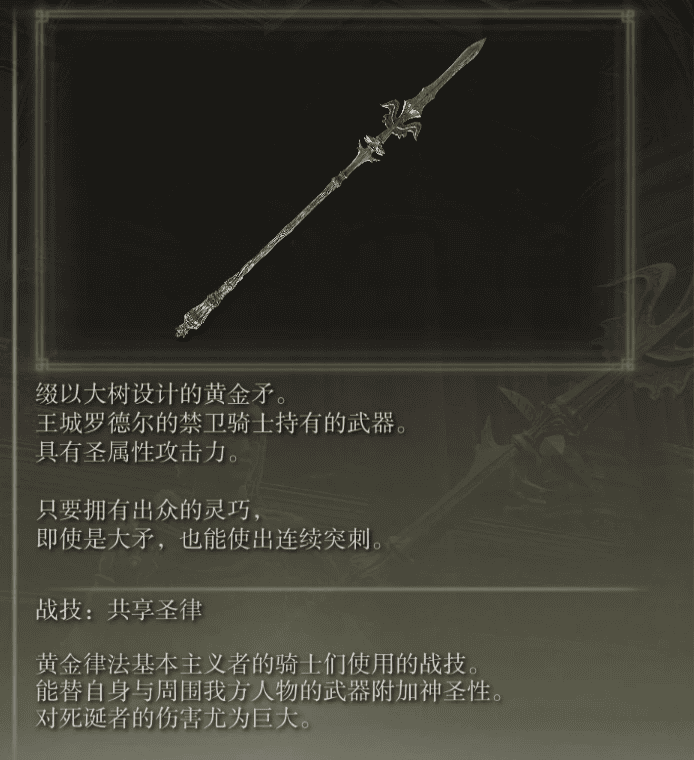 缀以大树设计的黄金矛。
王城罗德尔的禁卫骑士持有的武器。
具有圣属性攻击力。
只要拥有出众的灵巧，
即使是大矛，也能使出连续突刺。
战技：共享圣律
黄金律法基本主义者的骑士们使用的战技。
能替自身与周围我方人物的武器附加神圣性。
对死诞者的伤害尤为巨大。